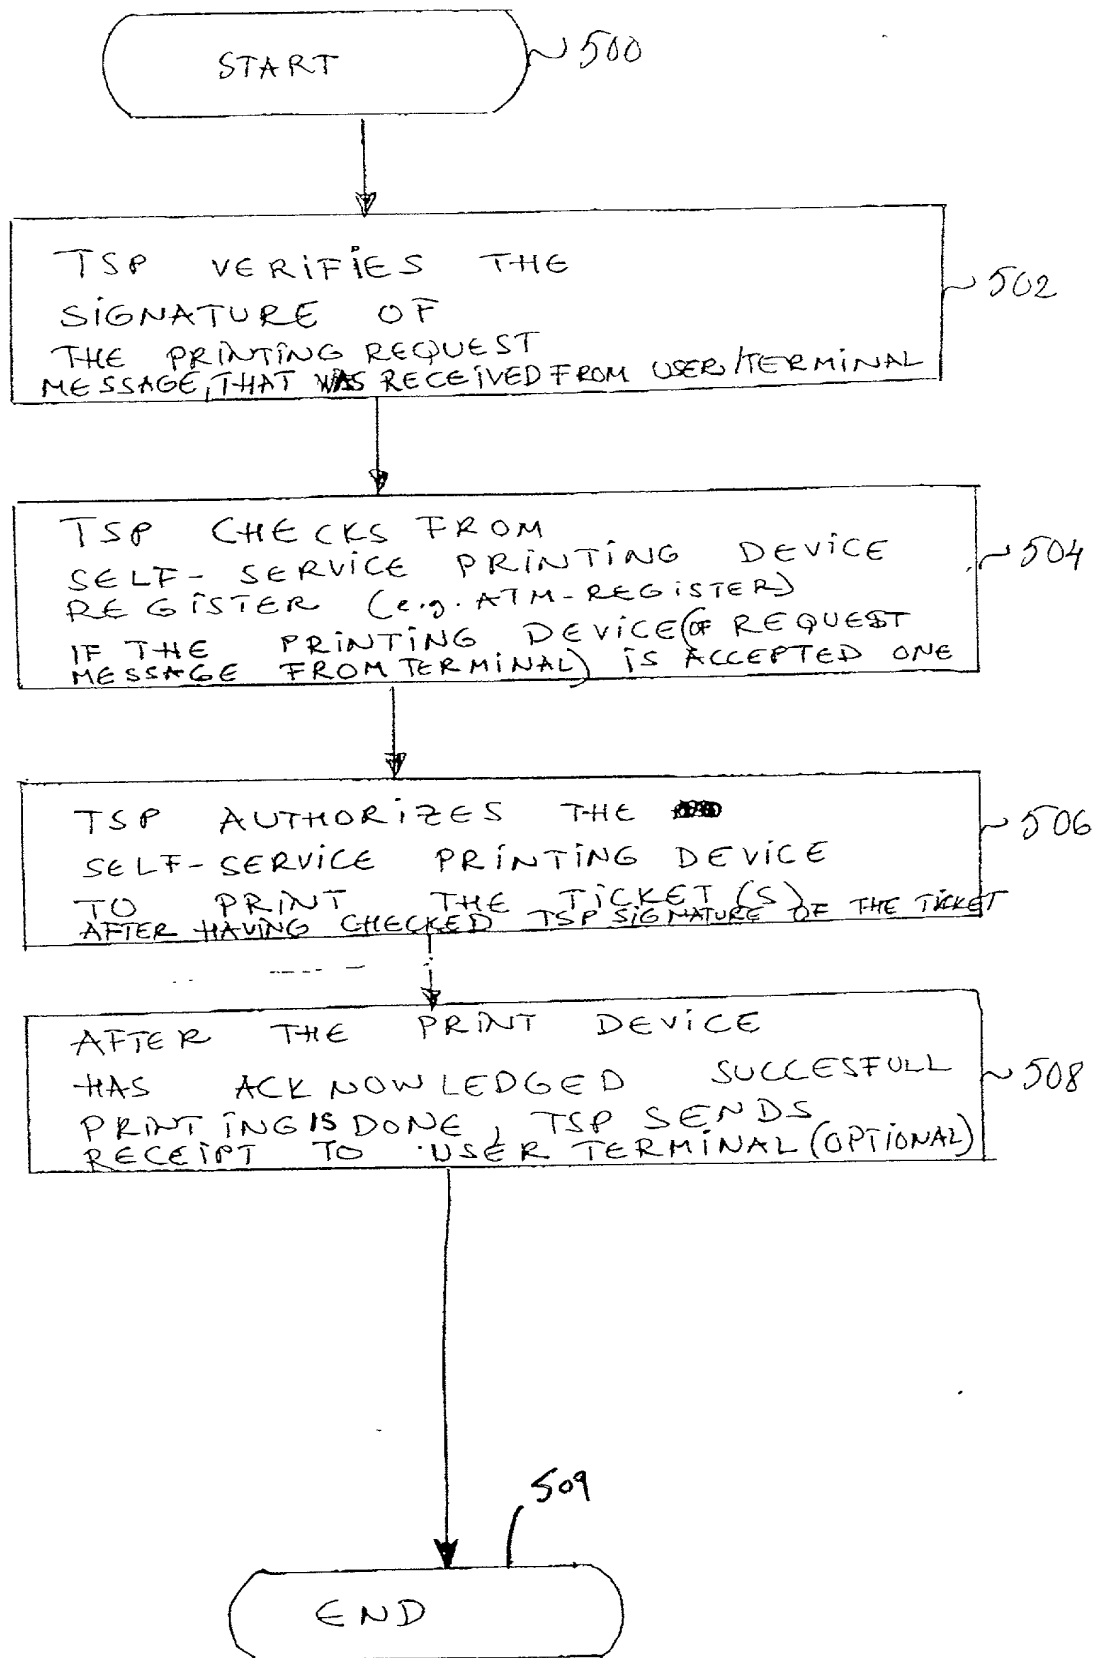 START
500
TSP VERIFIES THE
SIGNATURE OF
THE PRINTING REQUEST
MESSAGE, THAT WAS RECEIVED FROM USER/TERMINAL
502
TSP CHECKS FROM
SELF-SERVICE PRINTING DEVICE
REGISTER (e.g. ATM-REGISTER)
IF THE PRINTING DEVICE (OF REQUEST
MESSAGE FROM TERMINAL) IS ACCEPTED ONE
504
TSP AUTHORIZES THE
SELF-SERVICE PRINTING DEVICE
TO PRINT THE TICKET(S)
AFTER HAVING CHECKED TSP SIGNATURE OF THE TICKET
506
AFTER THE PRINT DEVICE
HAS ACKNOWLEDGED SUCCESFULL
PRINTING IS DONE, TSP SENDS
RECEIPT TO USER TERMINAL (OPTIONAL)
508
509
END